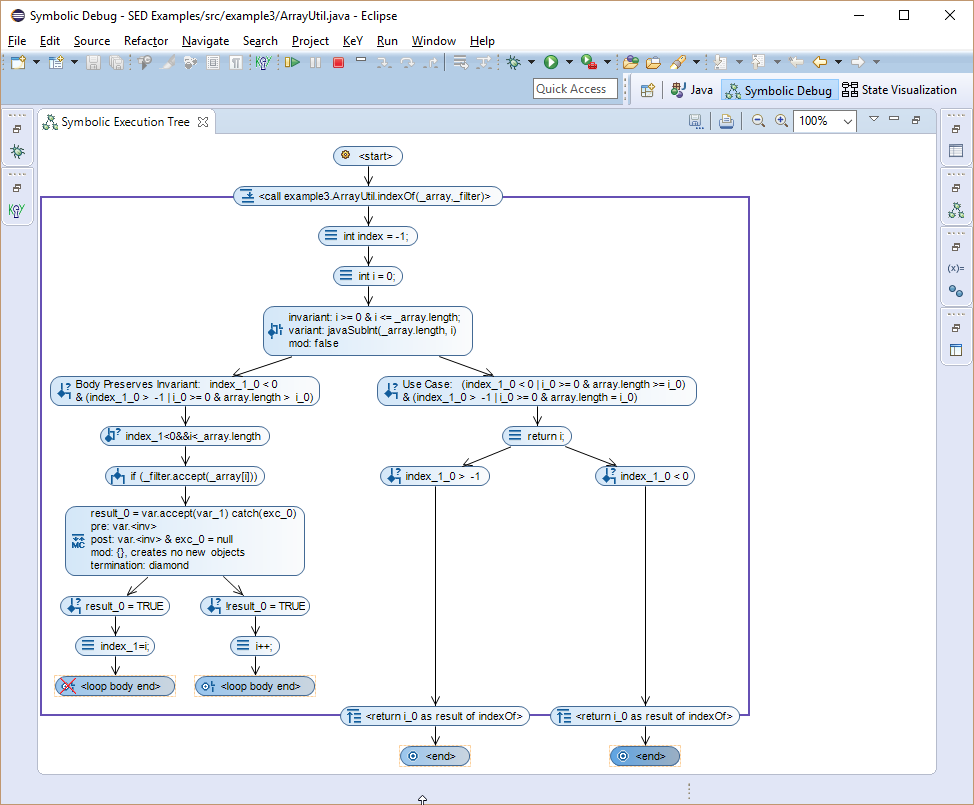 Symbolic Debug - SED Examples/src/example3/ArrayUtil.java - Eclipse
File Edit Source Refactor Navigate Search Project KeY Run Window Help
Quick Access
Java
Symbolic Debug
State Visualization
Symbolic Execution Tree
100%
<start>
<call example3.ArrayUtil.indexOf(_array,_filter)>
int index = -1;
int i = 0;
invariant: i >= 0 & i <= _array.length;
variant: javaSubInt(_array.length, i)
mod: false
Body Preserves Invariant: index_1_0 < 0
& (index_1_0 > -1 | i_0 >= 0 & array.length > i_0)
Use Case: (index_1_0 < 0 | i_0 >= 0 & array.length >= i_0)
& (index_1_0 > -1 | i_0 >= 0 & array.length = i_0)
index_1<0&&i<_array.length
return i;
if (_filter.accept(_array[i]))
index_1_0 > -1
index_1_0 < 0
result_0 = var.accept(var_1) catch(exc_0)
pre: var.<inv>
post: var.<inv> & exc_0 = null
mod: {}, creates no new objects
termination: diamond
MC
result_0 = TRUE
!result_0 = TRUE
index_1=i;
i++;
<loop body end>
<loop body end>
<return i_0 as result of indexOf>
<return i_0 as result of indexOf>
<end>
<end>
KeY
KeY
(x)=